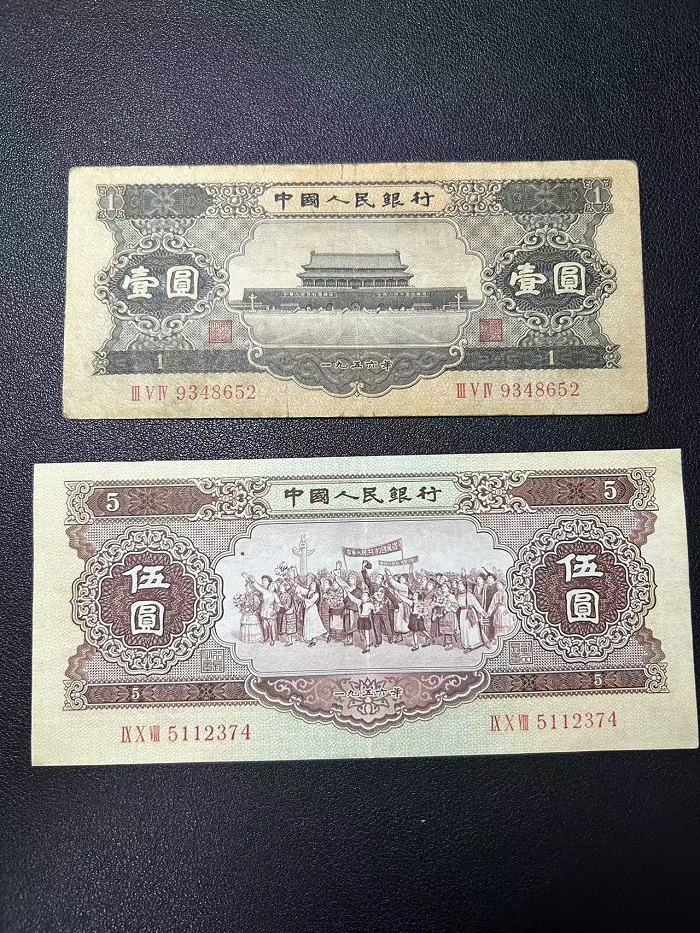 1 中國人民銀行 1
壹圓 壹圓
1 一九五六年 1
ⅢⅤⅣ 9348652 ⅢⅤⅣ 9348652
5 中國人民銀行 5
伍圓 伍圓
5 一九五六年 5
ⅨⅩⅧ 5112374 ⅨⅩⅧ 5112374